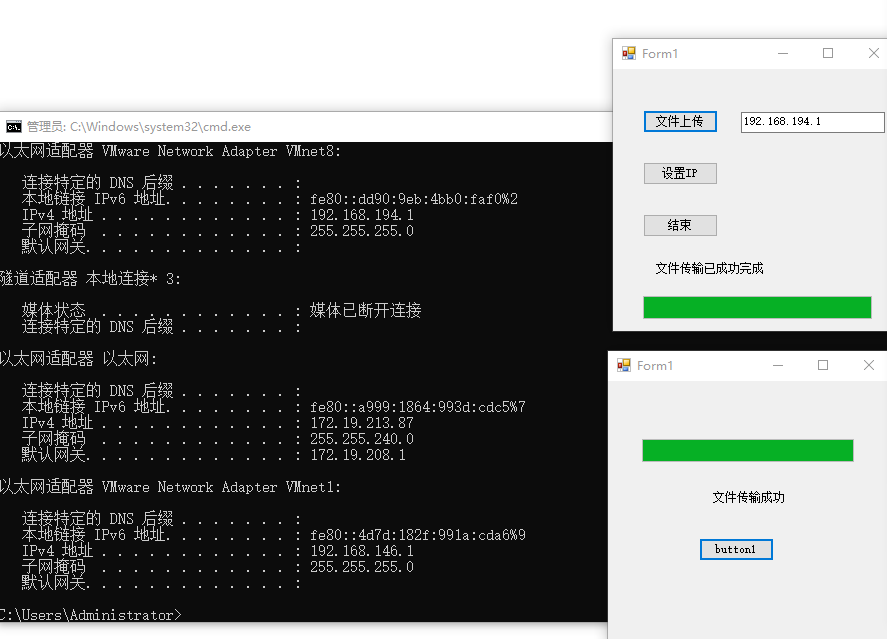 管理员: C:\Windows\system32\cmd.exe
以太网适配器 VMware Network Adapter VMnet8:
连接特定的 DNS 后缀 . . . . . . . :
本地链接 IPv6 地址. . . . . . . . : fe80::dd90:9eb:4bb0:faf0%2
IPv4 地址 . . . . . . . . . . . . : 192.168.194.1
子网掩码 . . . . . . . . . . . . : 255.255.255.0
默认网关. . . . . . . . . . . . . :
隧道适配器 本地连接* 3:
媒体状态 . . . . . . . . . . . . : 媒体已断开连接
连接特定的 DNS 后缀 . . . . . . . :
以太网适配器 以太网:
连接特定的 DNS 后缀 . . . . . . . :
本地链接 IPv6 地址. . . . . . . . : fe80::a999:1864:993d:cdc5%7
IPv4 地址 . . . . . . . . . . . . : 172.19.213.87
子网掩码 . . . . . . . . . . . . : 255.255.240.0
默认网关. . . . . . . . . . . . . : 172.19.208.1
以太网适配器 VMware Network Adapter VMnet1:
连接特定的 DNS 后缀 . . . . . . . :
本地链接 IPv6 地址. . . . . . . . : fe80::4d7d:182f:991a:cda6%9
IPv4 地址 . . . . . . . . . . . . : 192.168.146.1
子网掩码 . . . . . . . . . . . . : 255.255.255.0
默认网关. . . . . . . . . . . . . :
C:\Users\Administrator>
Form1
文件上传 192.168.194.1
设置IP
结束
文件传输已成功完成
Form1
文件传输成功
button1